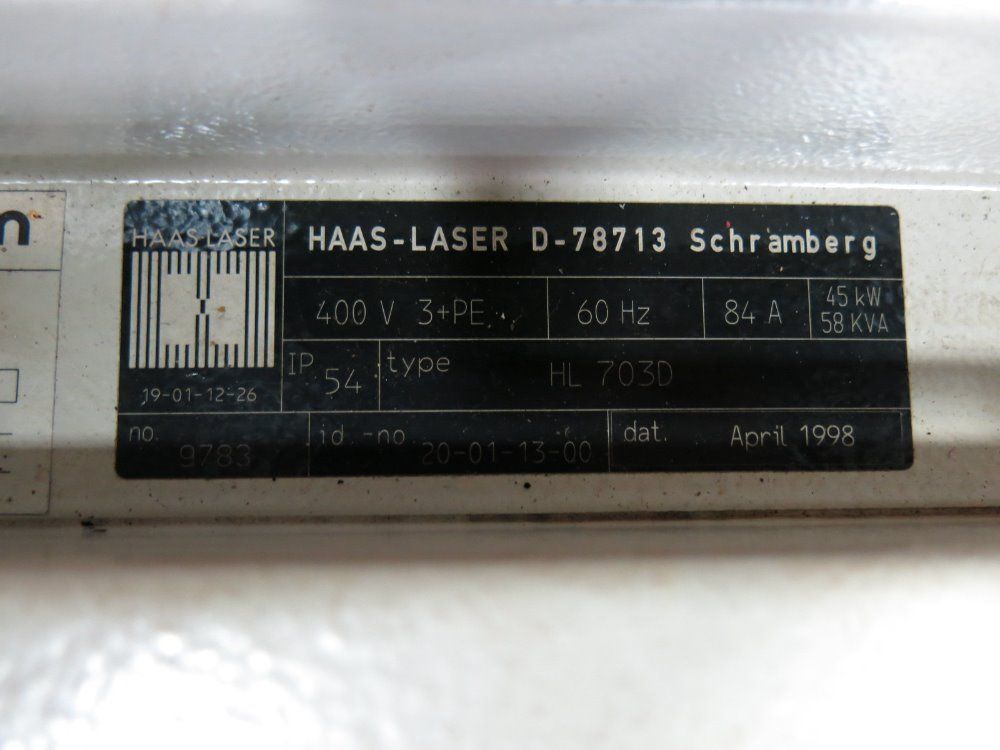 n
HAAS-LASER
HAAS-LASER D-78713 Schramberg
400 V 3+PE
60 Hz
84 A
45 kW
58 KVA
19-01-12-26
IP 54
type HL 703D
no. 9783
id.-no 20-01-13-00
dat. April 1998